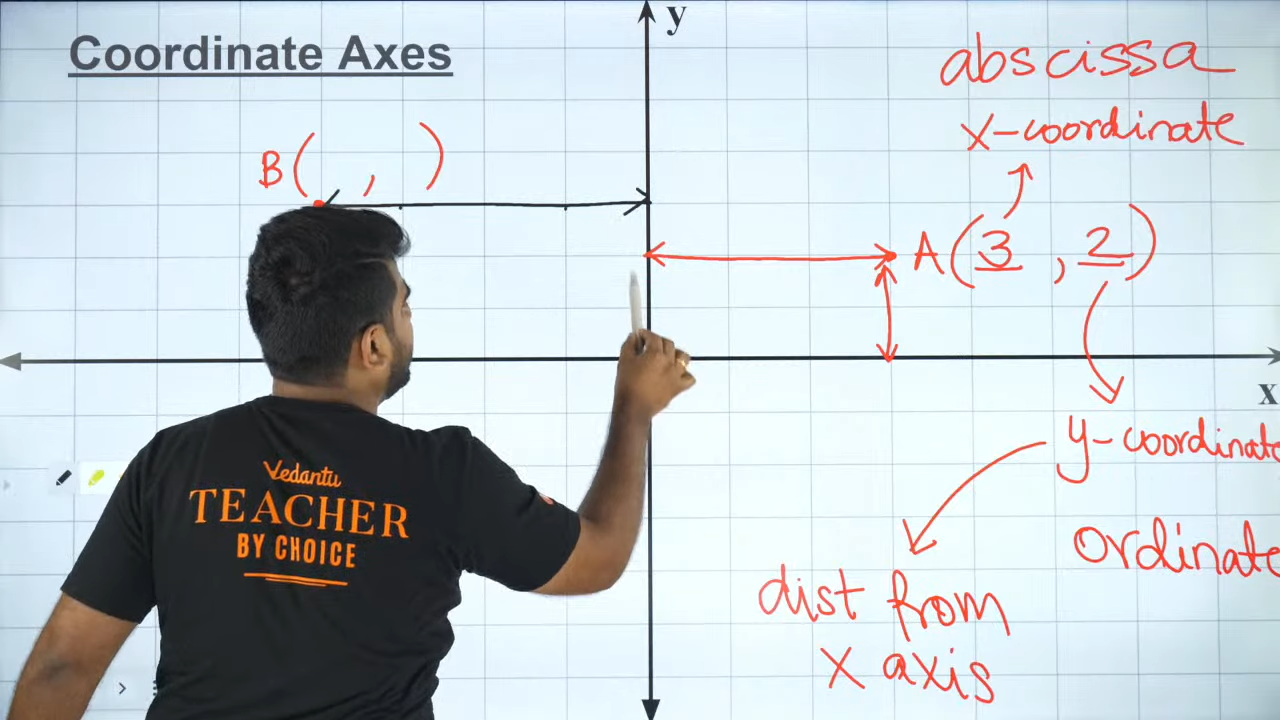 Coordinate Axes
y
abscissa
x-coordinate
B( , )
A(3, 2)
x
y-coordinate
ordinate
dist from
x axis
Vedantu
TEACHER
BY CHOICE